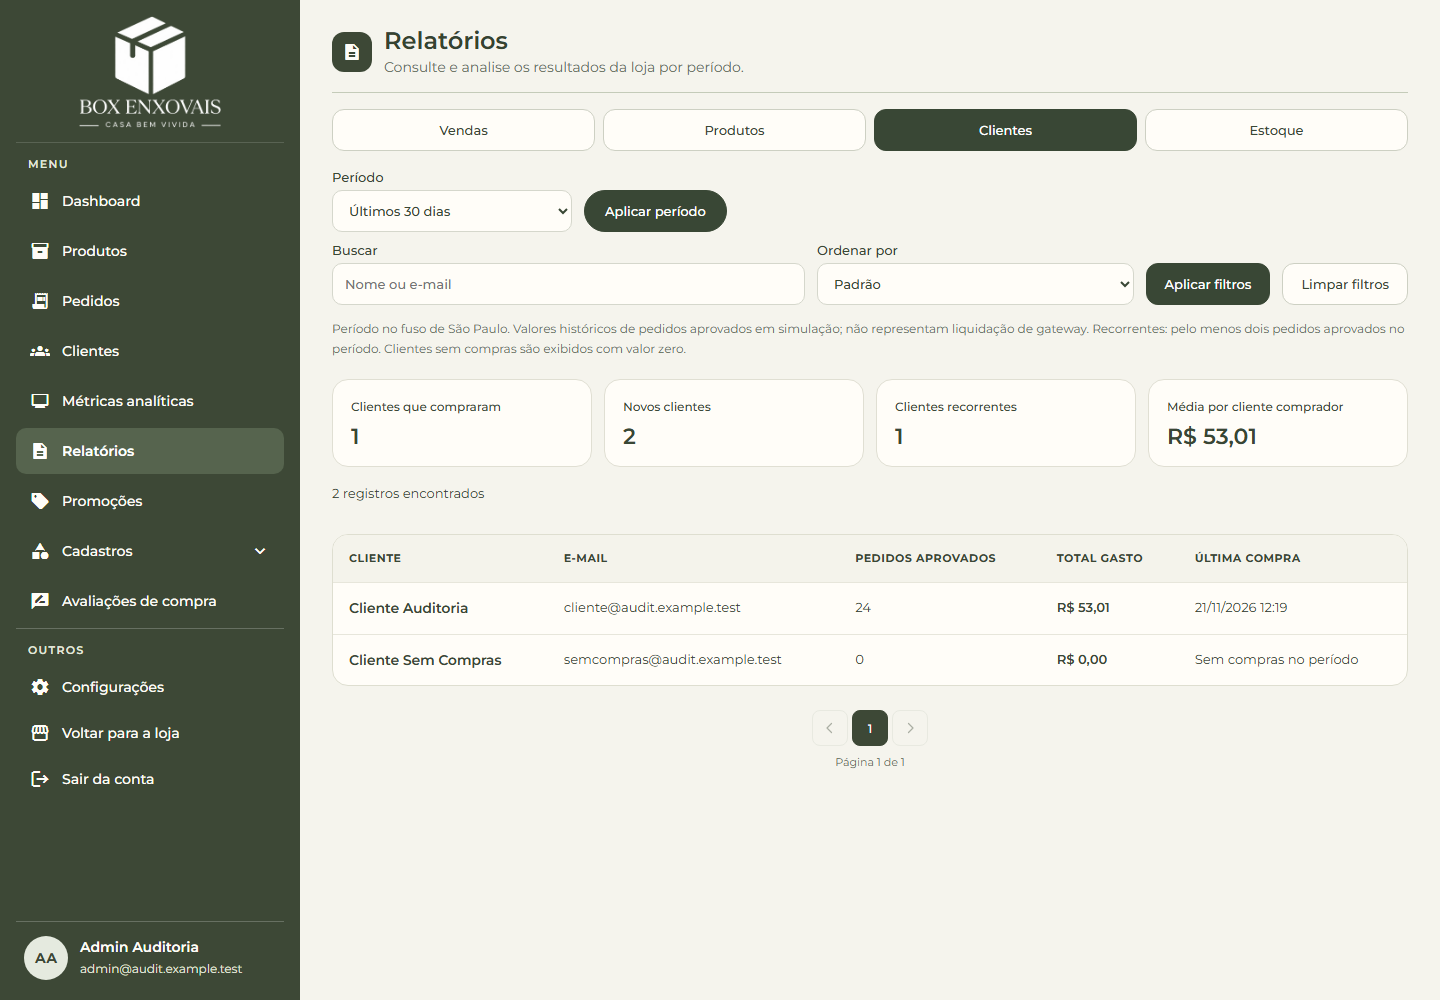 BOX ENXOVAIS
CASA BEM VIVIDA
MENU
Dashboard
Produtos
Pedidos
Clientes
Métricas analíticas
Relatórios
Promoções
Cadastros
Avaliações de compra
OUTROS
Configurações
Voltar para a loja
Sair da conta
AA
Admin Auditoria
admin@audit.example.test
Relatórios
Consulte e analise os resultados da loja por período.
Vendas
Produtos
Clientes
Estoque
Período
Últimos 30 dias
Aplicar período
Buscar
Ordenar por
Nome ou e-mail
Padrão
Aplicar filtros
Limpar filtros
Período no fuso de São Paulo. Valores históricos de pedidos aprovados em simulação; não representam liquidação de gateway. Recorrentes: pelo menos dois pedidos aprovados no
período. Clientes sem compras são exibidos com valor zero.
Clientes que compraram
1
Novos clientes
2
Clientes recorrentes
1
Média por cliente comprador
R$ 53,01
2 registros encontrados
CLIENTE E-MAIL PEDIDOS APROVADOS TOTAL GASTO ÚLTIMA COMPRA
Cliente Auditoria cliente@audit.example.test 24 R$ 53,01 21/11/2026 12:19
Cliente Sem Compras semcompras@audit.example.test 0 R$ 0,00 Sem compras no período
1
Página 1 de 1